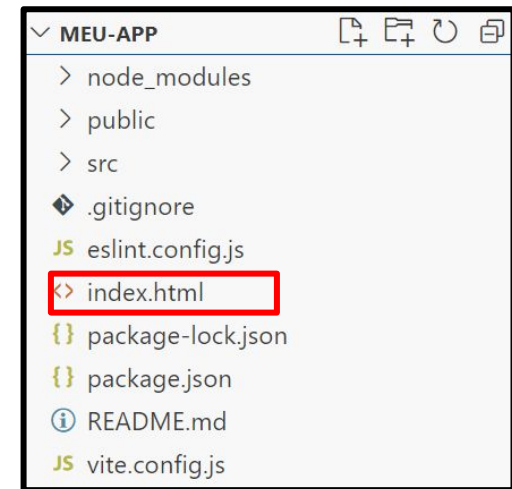 MEU-APP
node_modules
public
src
.gitignore
JS eslint.config.js
<> index.html
{} package-lock.json
{} package.json
README.md
JS vite.config.js